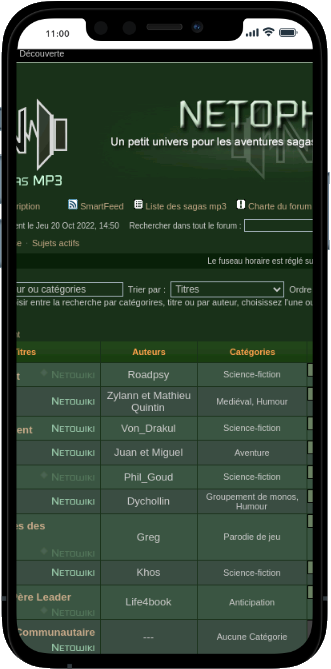 11:00
Découverte
NETOPH
Un petit univers pour les aventures sagas
as MP3
ription SmartFeed Liste des sagas mp3 Charte du forum
ent le Jeu 20 Oct 2022, 14:50 Rechercher dans tout le forum :
e - Sujets actifs
Le fuseau horaire est réglé su
ur ou catégories Trier par : Titres Ordre
isir entre la recherche par catégorires, titre ou par auteur, choisissez l'une ou
t
Titres Auteurs Catégories
t NETOWIKI Roadpsy Science-fiction
NETOWIKI Zylann et Mathieu Quintin Mediéval, Humour
ent NETOWIKI Von_Drakul Science-fiction
NETOWIKI Juan et Miguel Aventure
NETOWIKI Phil_Goud Science-fiction
NETOWIKI Dychollin Groupement de monos, Humour
es des
NETOWIKI Greg Parodie de jeu
NETOWIKI Khos Science-fiction
ère Leader
NETOWIKI Life4book Anticipation
Communautaire
NETOWIKI --- Aucune Catégorie